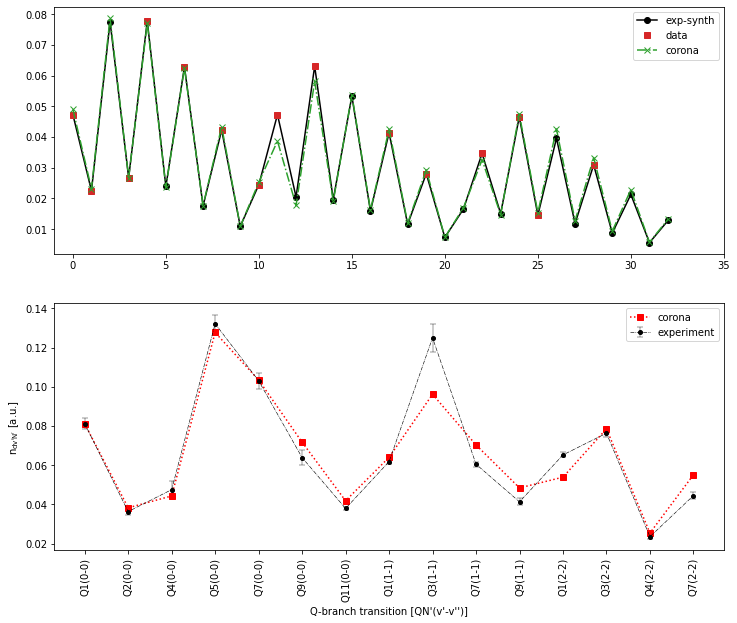 0.08
0.07
0.06
0.05
0.04
0.03
0.02
0.01
exp-synth
data
corona
0 5 10 15 20 25 30 35
0.14
0.12
0.10
0.08
0.06
0.04
0.02
n_dv'N' [a.u.]
corona
experiment
Q1(0-0)
Q2(0-0)
Q4(0-0)
Q5(0-0)
Q7(0-0)
Q9(0-0)
Q11(0-0)
Q1(1-1)
Q3(1-1)
Q7(1-1)
Q9(1-1)
Q1(2-2)
Q3(2-2)
Q4(2-2)
Q7(2-2)
Q-branch transition [QN'(v'-v'')]